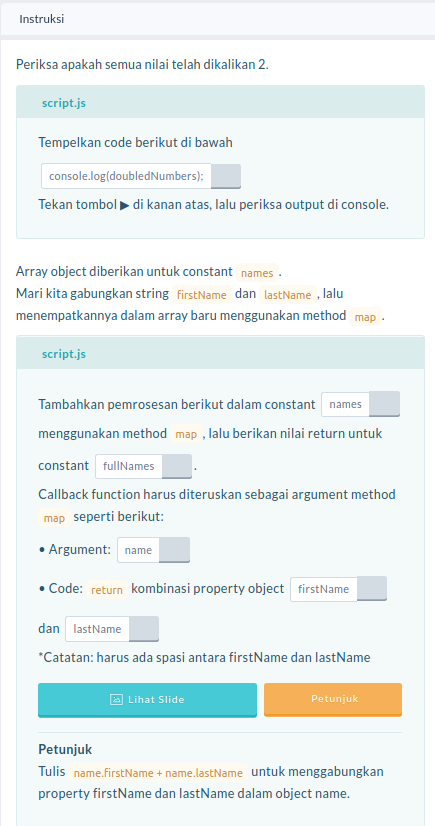 Instruksi
Periksa apakah semua nilai telah dikalikan 2.
script.js
Tempelkan code berikut di bawah
console.log(doubledNumbers);
Tekan tombol ▶ di kanan atas, lalu periksa output di console.
Array object diberikan untuk constant names .
Mari kita gabungkan string firstName dan lastName , lalu
menempatkannya dalam array baru menggunakan method map .
script.js
Tambahkan pemrosesan berikut dalam constant names
menggunakan method map , lalu berikan nilai return untuk
constant fullNames .
Callback function harus diteruskan sebagai argument method
map seperti berikut:
• Argument: name
• Code: return kombinasi property object firstName
dan lastName
*Catatan: harus ada spasi antara firstName dan lastName
Lihat Slide Petunjuk
Petunjuk
Tulis name.firstName + name.lastName untuk menggabungkan
property firstName dan lastName dalam object name.